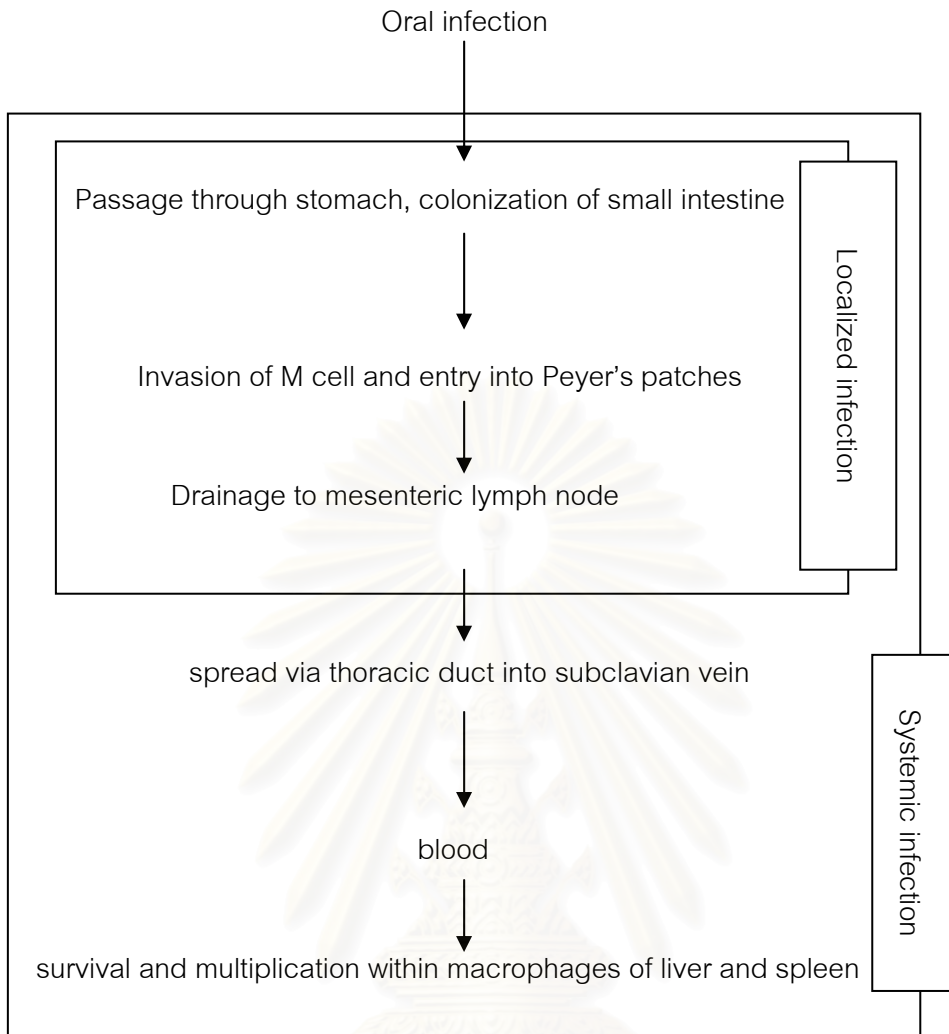 Oral infection
Passage through stomach, colonization of small intestine
Localized infection
Invasion of M cell and entry into Peyer’s patches
Drainage to mesenteric lymph node
spread via thoracic duct into subclavian vein
Systemic infection
blood
survival and multiplication within macrophages of liver and spleen